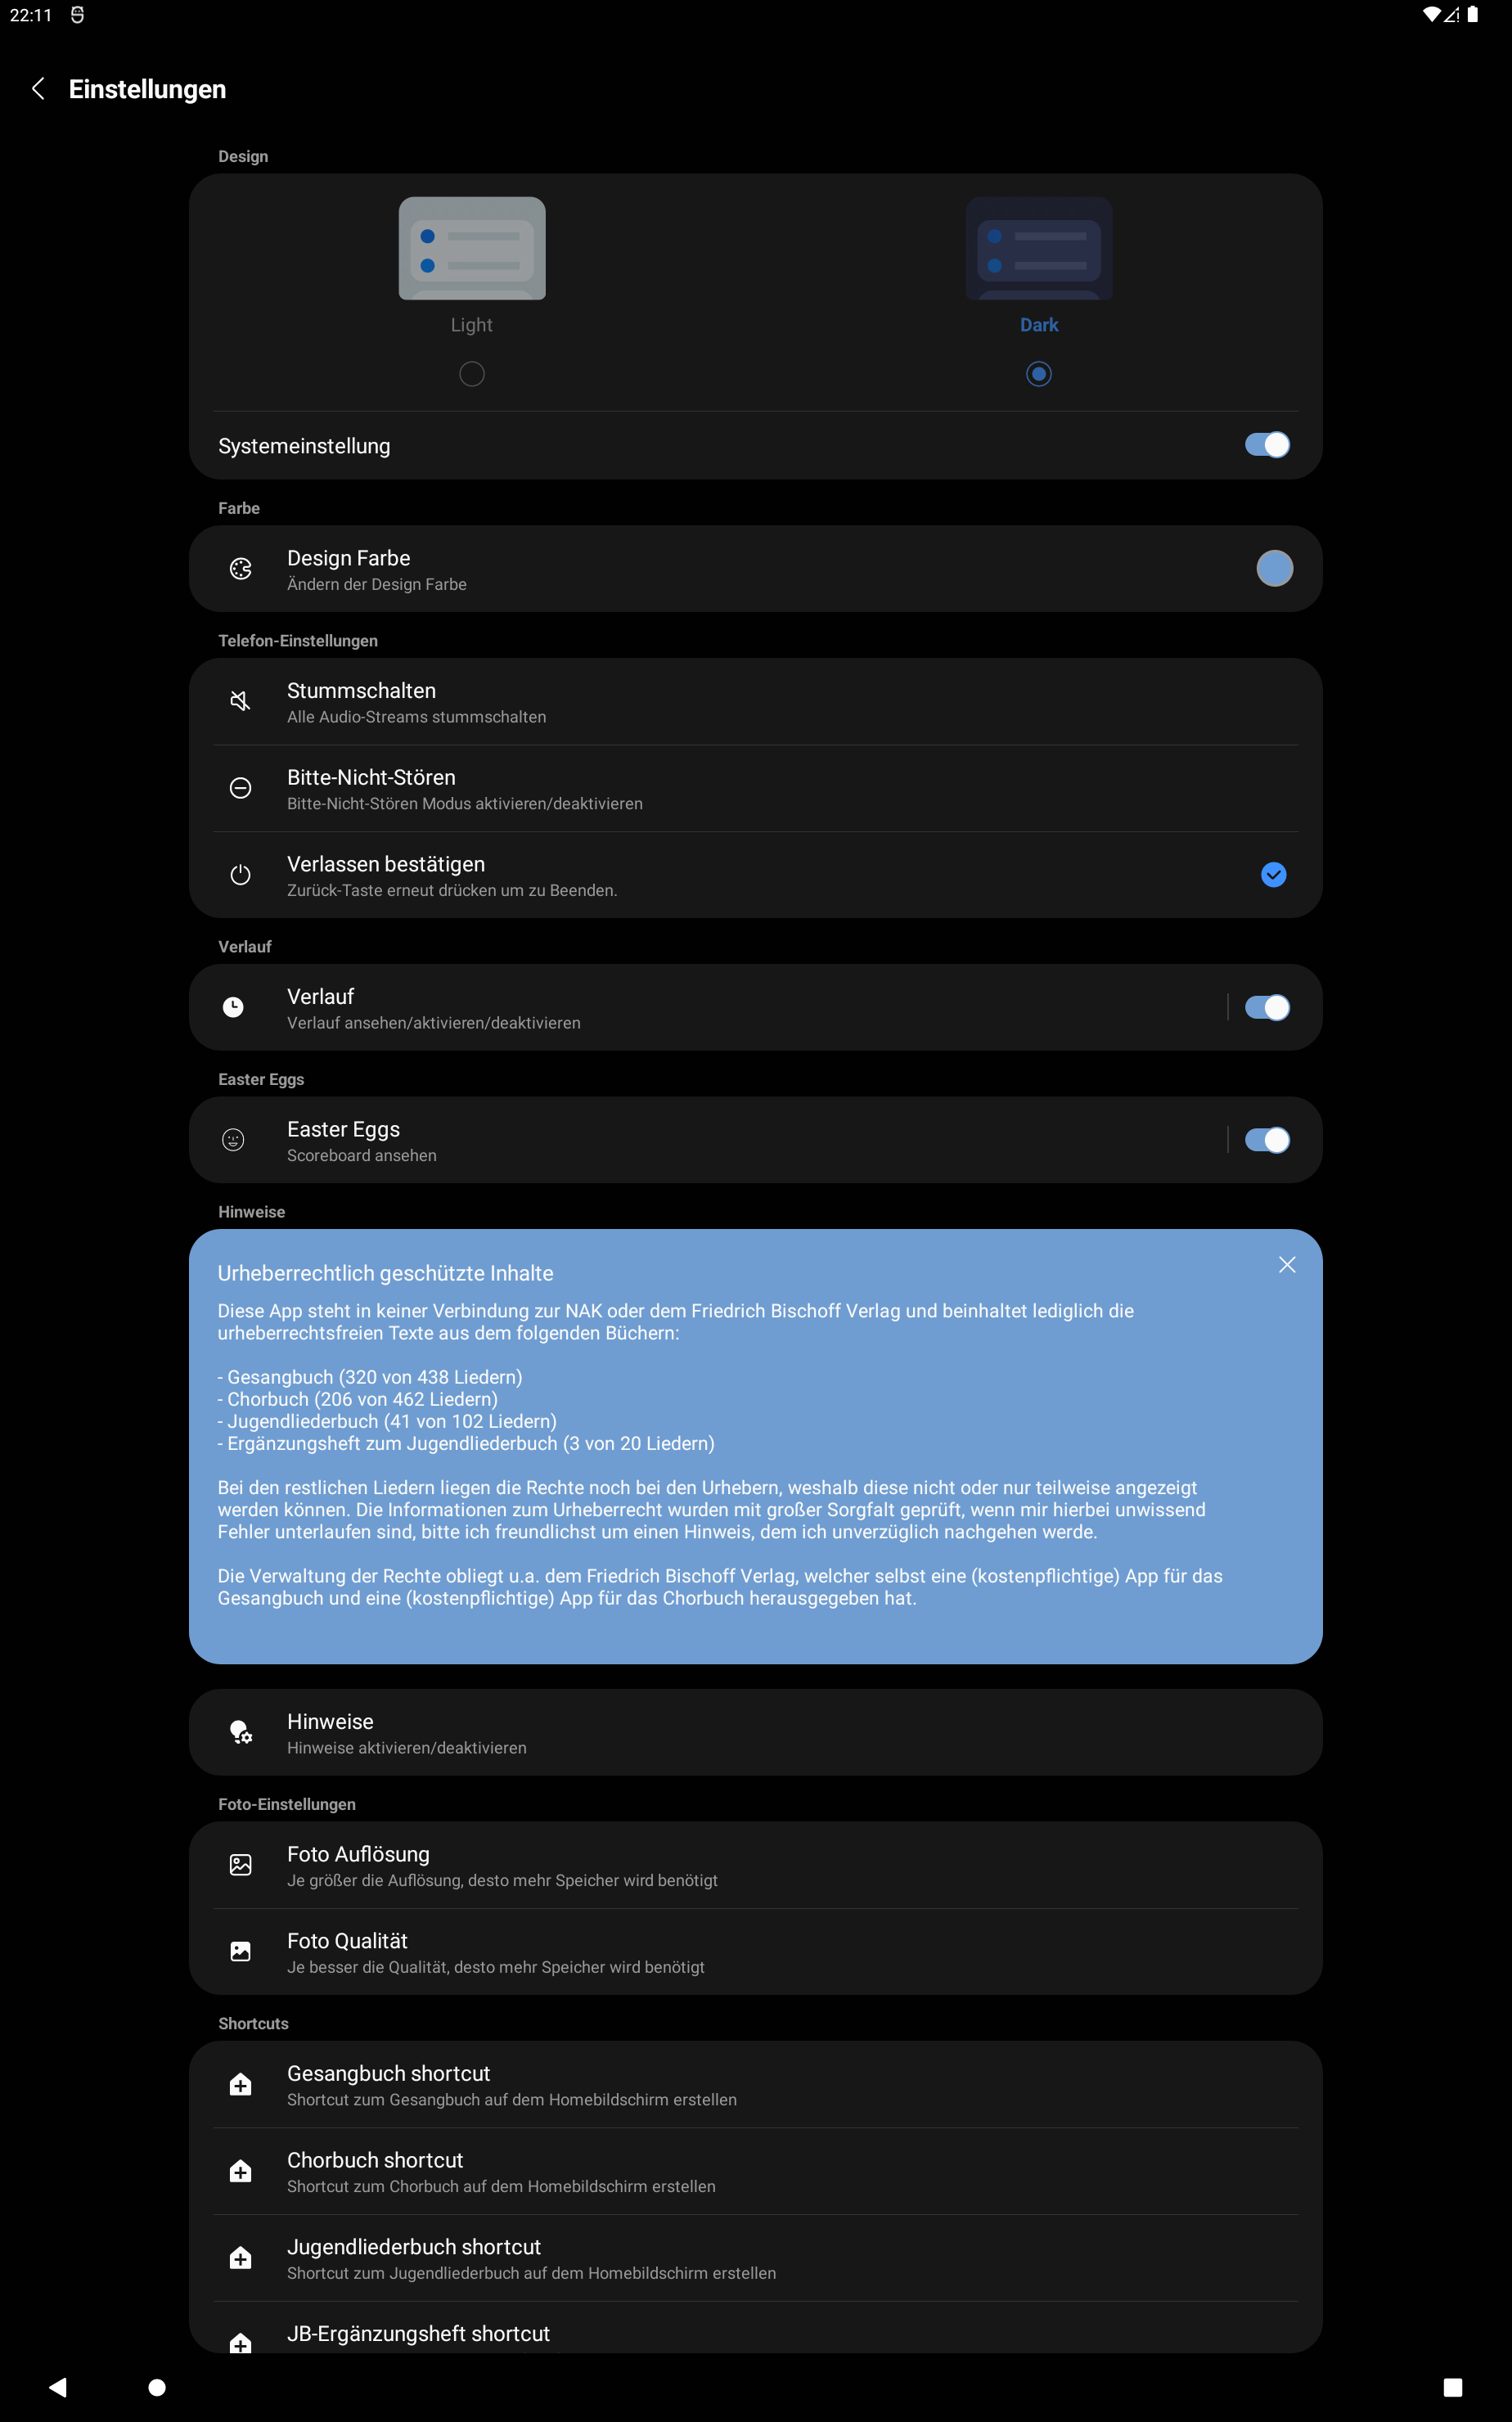 22:11
Einstellungen
Design
Light
Dark
Systemeinstellung
Farbe
Design Farbe
Ändern der Design Farbe
Telefon-Einstellungen
Stummschalten
Alle Audio-Streams stummschalten
Bitte-Nicht-Stören
Bitte-Nicht-Stören Modus aktivieren/deaktivieren
Verlassen bestätigen
Zurück-Taste erneut drücken um zu Beenden.
Verlauf
Verlauf
Verlauf ansehen/aktivieren/deaktivieren
Easter Eggs
Easter Eggs
Scoreboard ansehen
Hinweise
Urheberrechtlich geschützte Inhalte
Diese App steht in keiner Verbindung zur NAK oder dem Friedrich Bischoff Verlag und beinhaltet lediglich die
urheberrechtsfreien Texte aus dem folgenden Büchern:
- Gesangbuch (320 von 438 Liedern)
- Chorbuch (206 von 462 Liedern)
- Jugendliederbuch (41 von 102 Liedern)
- Ergänzungsheft zum Jugendliederbuch (3 von 20 Liedern)
Bei den restlichen Liedern liegen die Rechte noch bei den Urhebern, weshalb diese nicht oder nur teilweise angezeigt
werden können. Die Informationen zum Urheberrecht wurden mit großer Sorgfalt geprüft, wenn mir hierbei unwissend
Fehler unterlaufen sind, bitte ich freundlichst um einen Hinweis, dem ich unverzüglich nachgehen werde.
Die Verwaltung der Rechte obliegt u.a. dem Friedrich Bischoff Verlag, welcher selbst eine (kostenpflichtige) App für das
Gesangbuch und eine (kostenpflichtige) App für das Chorbuch herausgegeben hat.
Hinweise
Hinweise aktivieren/deaktivieren
Foto-Einstellungen
Foto Auflösung
Je größer die Auflösung, desto mehr Speicher wird benötigt
Foto Qualität
Je besser die Qualität, desto mehr Speicher wird benötigt
Shortcuts
Gesangbuch shortcut
Shortcut zum Gesangbuch auf dem Homebildschirm erstellen
Chorbuch shortcut
Shortcut zum Chorbuch auf dem Homebildschirm erstellen
Jugendliederbuch shortcut
Shortcut zum Jugendliederbuch auf dem Homebildschirm erstellen
JB-Ergänzungsheft shortcut